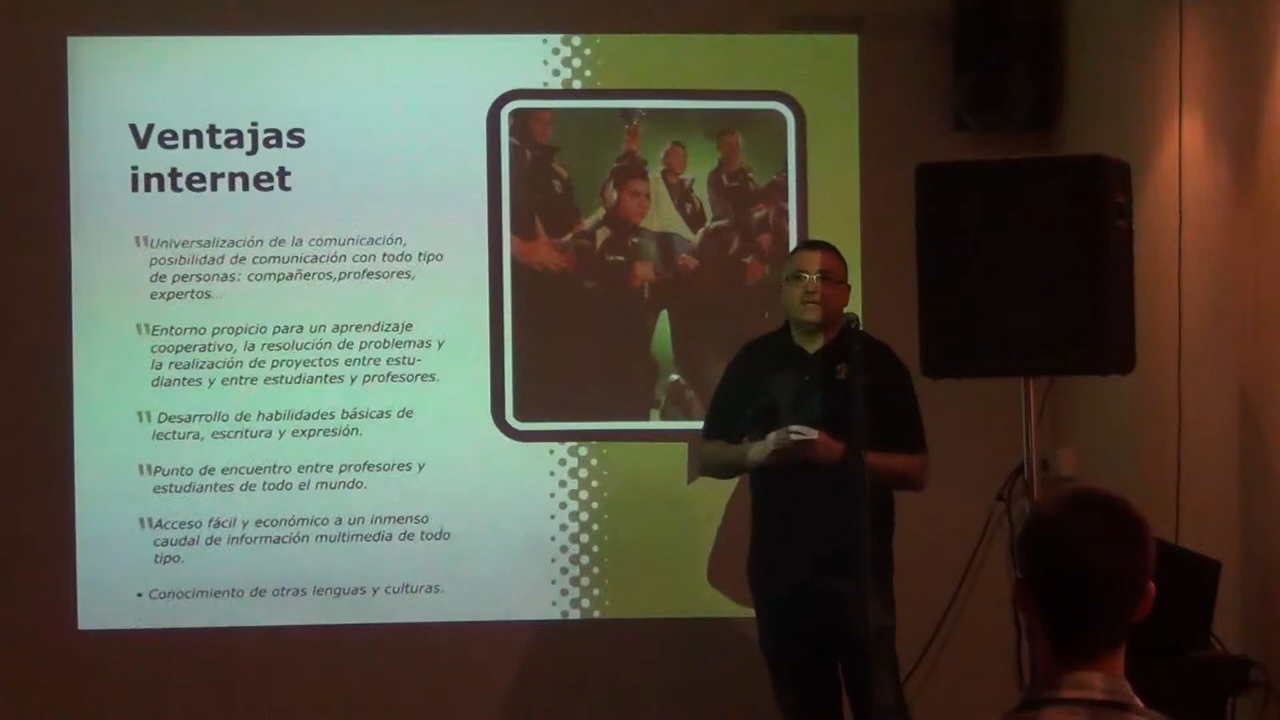 Ventajas
internet
Universalización de la comunicación,
posibilidad de comunicación con todo tipo
de personas: compañeros,profesores,
expertos...
Entorno propicio para un aprendizaje
cooperativo, la resolución de problemas y
la realización de proyectos entre estu-
diantes y entre estudiantes y profesores.
Desarrollo de habilidades básicas de
lectura, escritura y expresión.
Punto de encuentro entre profesores y
estudiantes de todo el mundo.
Acceso fácil y económico a un inmenso
caudal de información multimedia de todo
tipo.
• Conocimiento de otras lenguas y culturas.